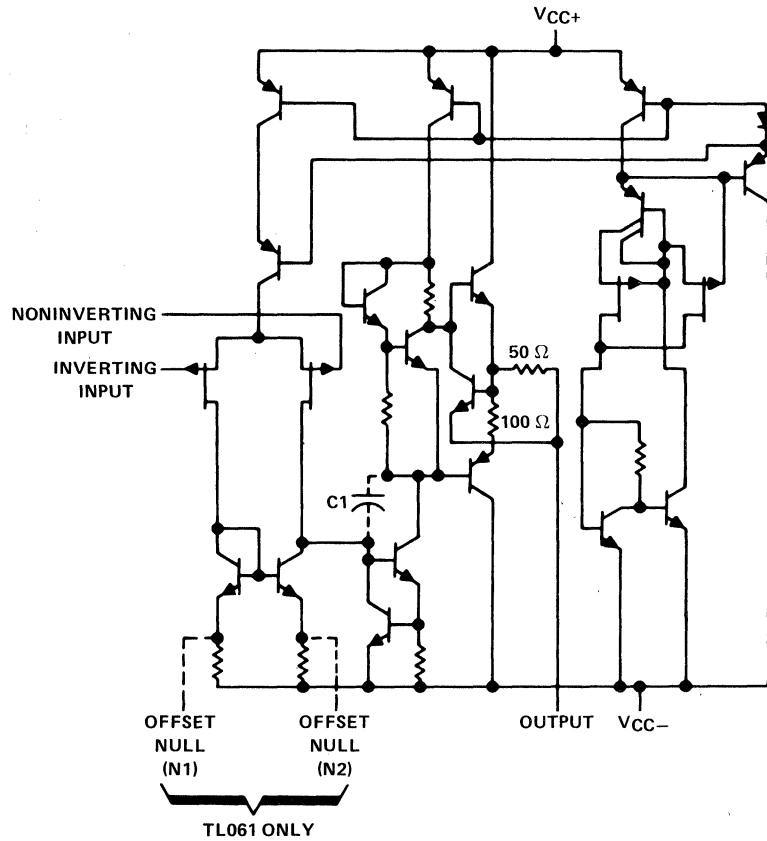 VCC+
NONINVERTING
INPUT
INVERTING
INPUT
50 Ω
100 Ω
C1
OFFSET
NULL
(N1)
OFFSET
NULL
(N2)
OUTPUT
VCC−
TL061 ONLY